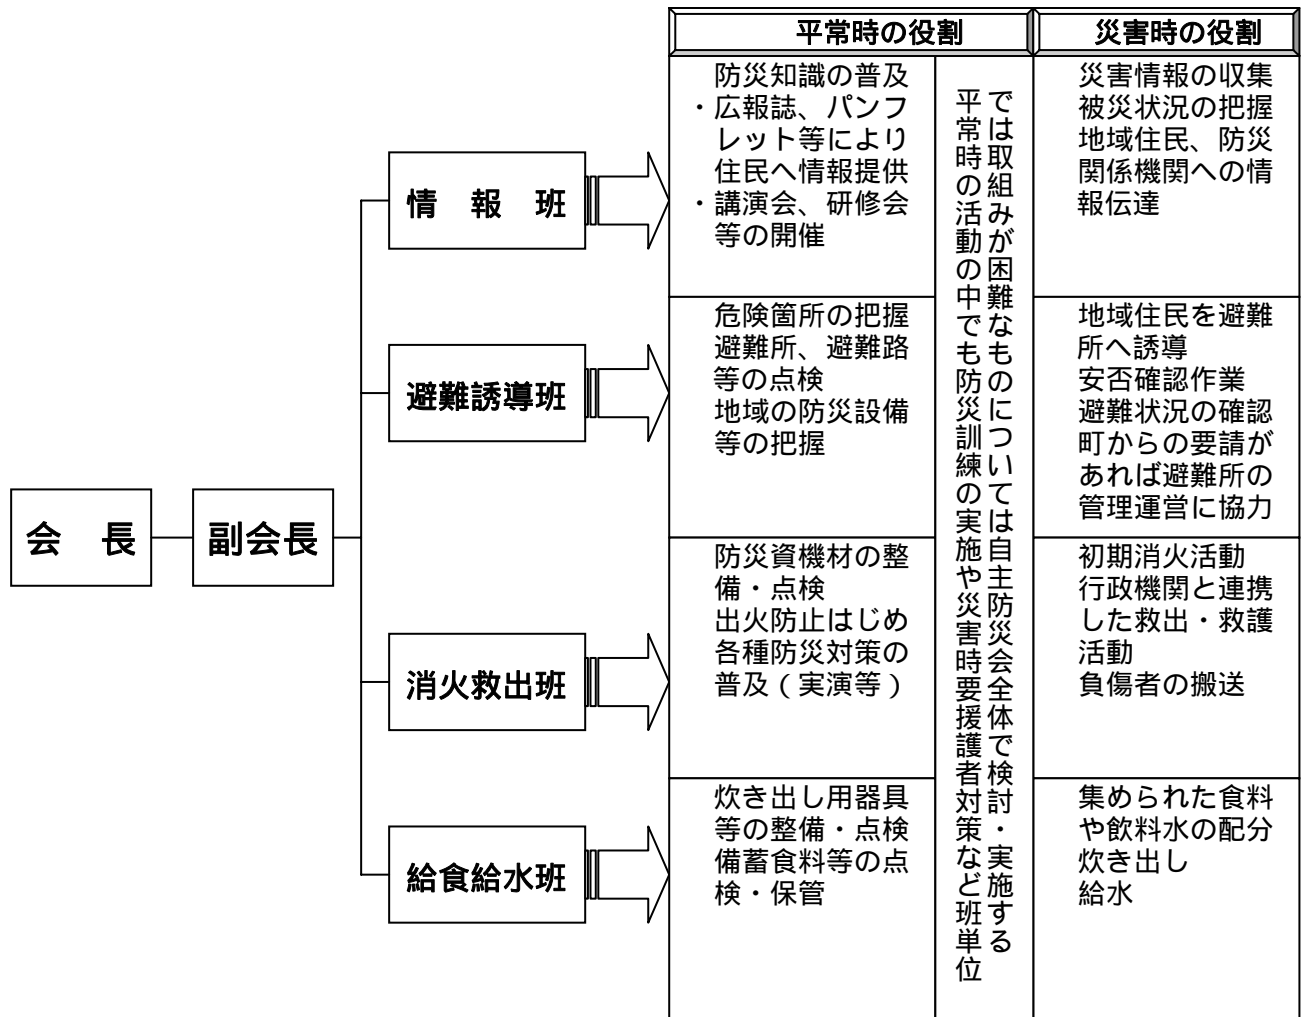 平常時の役割
災害時の役割
会　長
副会長
情　報　班
防災知識の普及
・広報誌、パンフ
レット等により
住民へ情報提供
・講演会、研修会
等の開催
災害情報の収集
被災状況の把握
地域住民、防災
関係機関への情
報伝達
避難誘導班
危険箇所の把握
避難所、避難路
等の点検
地域の防災設備
等の把握
地域住民を避難
所へ誘導
安否確認作業
避難状況の確認
町からの要請が
あれば避難所の
管理運営に協力
消火救出班
防災資機材の整
備・点検
出火防止はじめ
各種防災対策の
普及（実演等）
初期消火活動
行政機関と連携
した救出・救護
活動
負傷者の搬送
給食給水班
炊き出し用器具
等の整備・点検
備蓄食料等の点
検・保管
集められた食料
や飲料水の配分
炊き出し
給水
平常時の活動の中でも防災訓練の実施や災害時要援護者対策など班単位
では取組みが困難なものについては自主防災会全体で検討・実施する